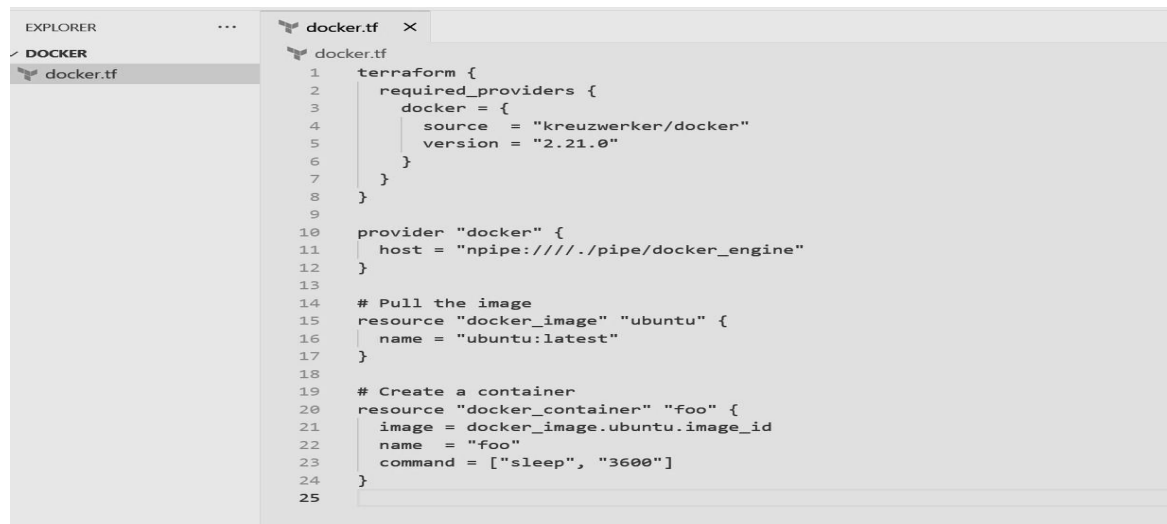 EXPLORER ...
DOCKER
docker.tf
docker.tf
docker.tf
1 terraform {
2   required_providers {
3     docker = {
4       source  = "kreuzwerker/docker"
5       version = "2.21.0"
6     }
7   }
8 }
9
10 provider "docker" {
11   host = "npipe:////./pipe/docker_engine"
12 }
13
14 # Pull the image
15 resource "docker_image" "ubuntu" {
16   name = "ubuntu:latest"
17 }
18
19 # Create a container
20 resource "docker_container" "foo" {
21   image = docker_image.ubuntu.image_id
22   name  = "foo"
23   command = ["sleep", "3600"]
24 }
25